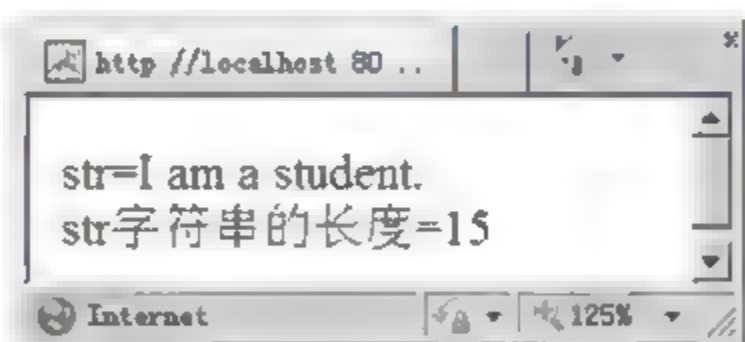 http //localhost 80 ..
str=I am a student.
str字符串的长度=15
Internet
125%